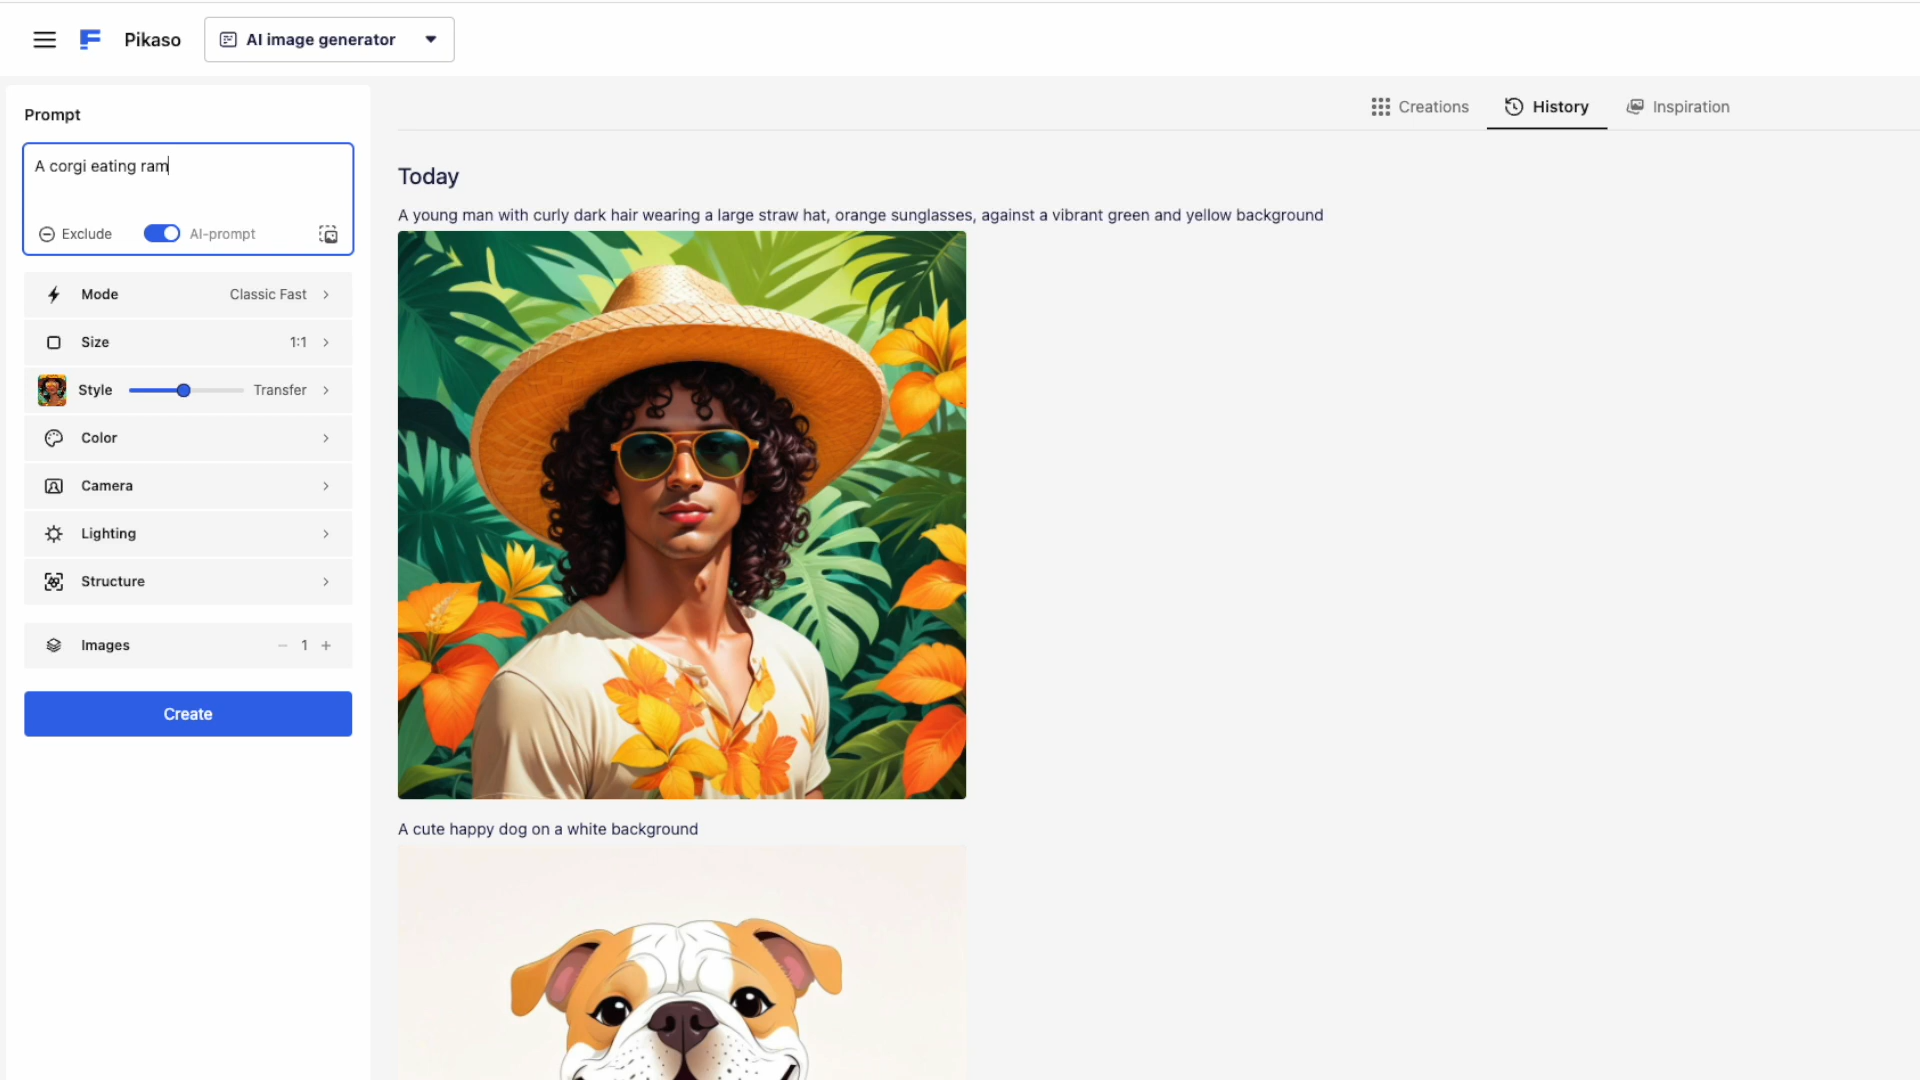 Pikaso
AI image generator
Prompt
A corgi eating ram
Exclude
AI-prompt
Mode
Classic Fast
Size
1:1
Style
Transfer
Color
Camera
Lighting
Structure
Images
1
Create
Creations
History
Inspiration
Today
A young man with curly dark hair wearing a large straw hat, orange sunglasses, against a vibrant green and yellow background
A cute happy dog on a white background